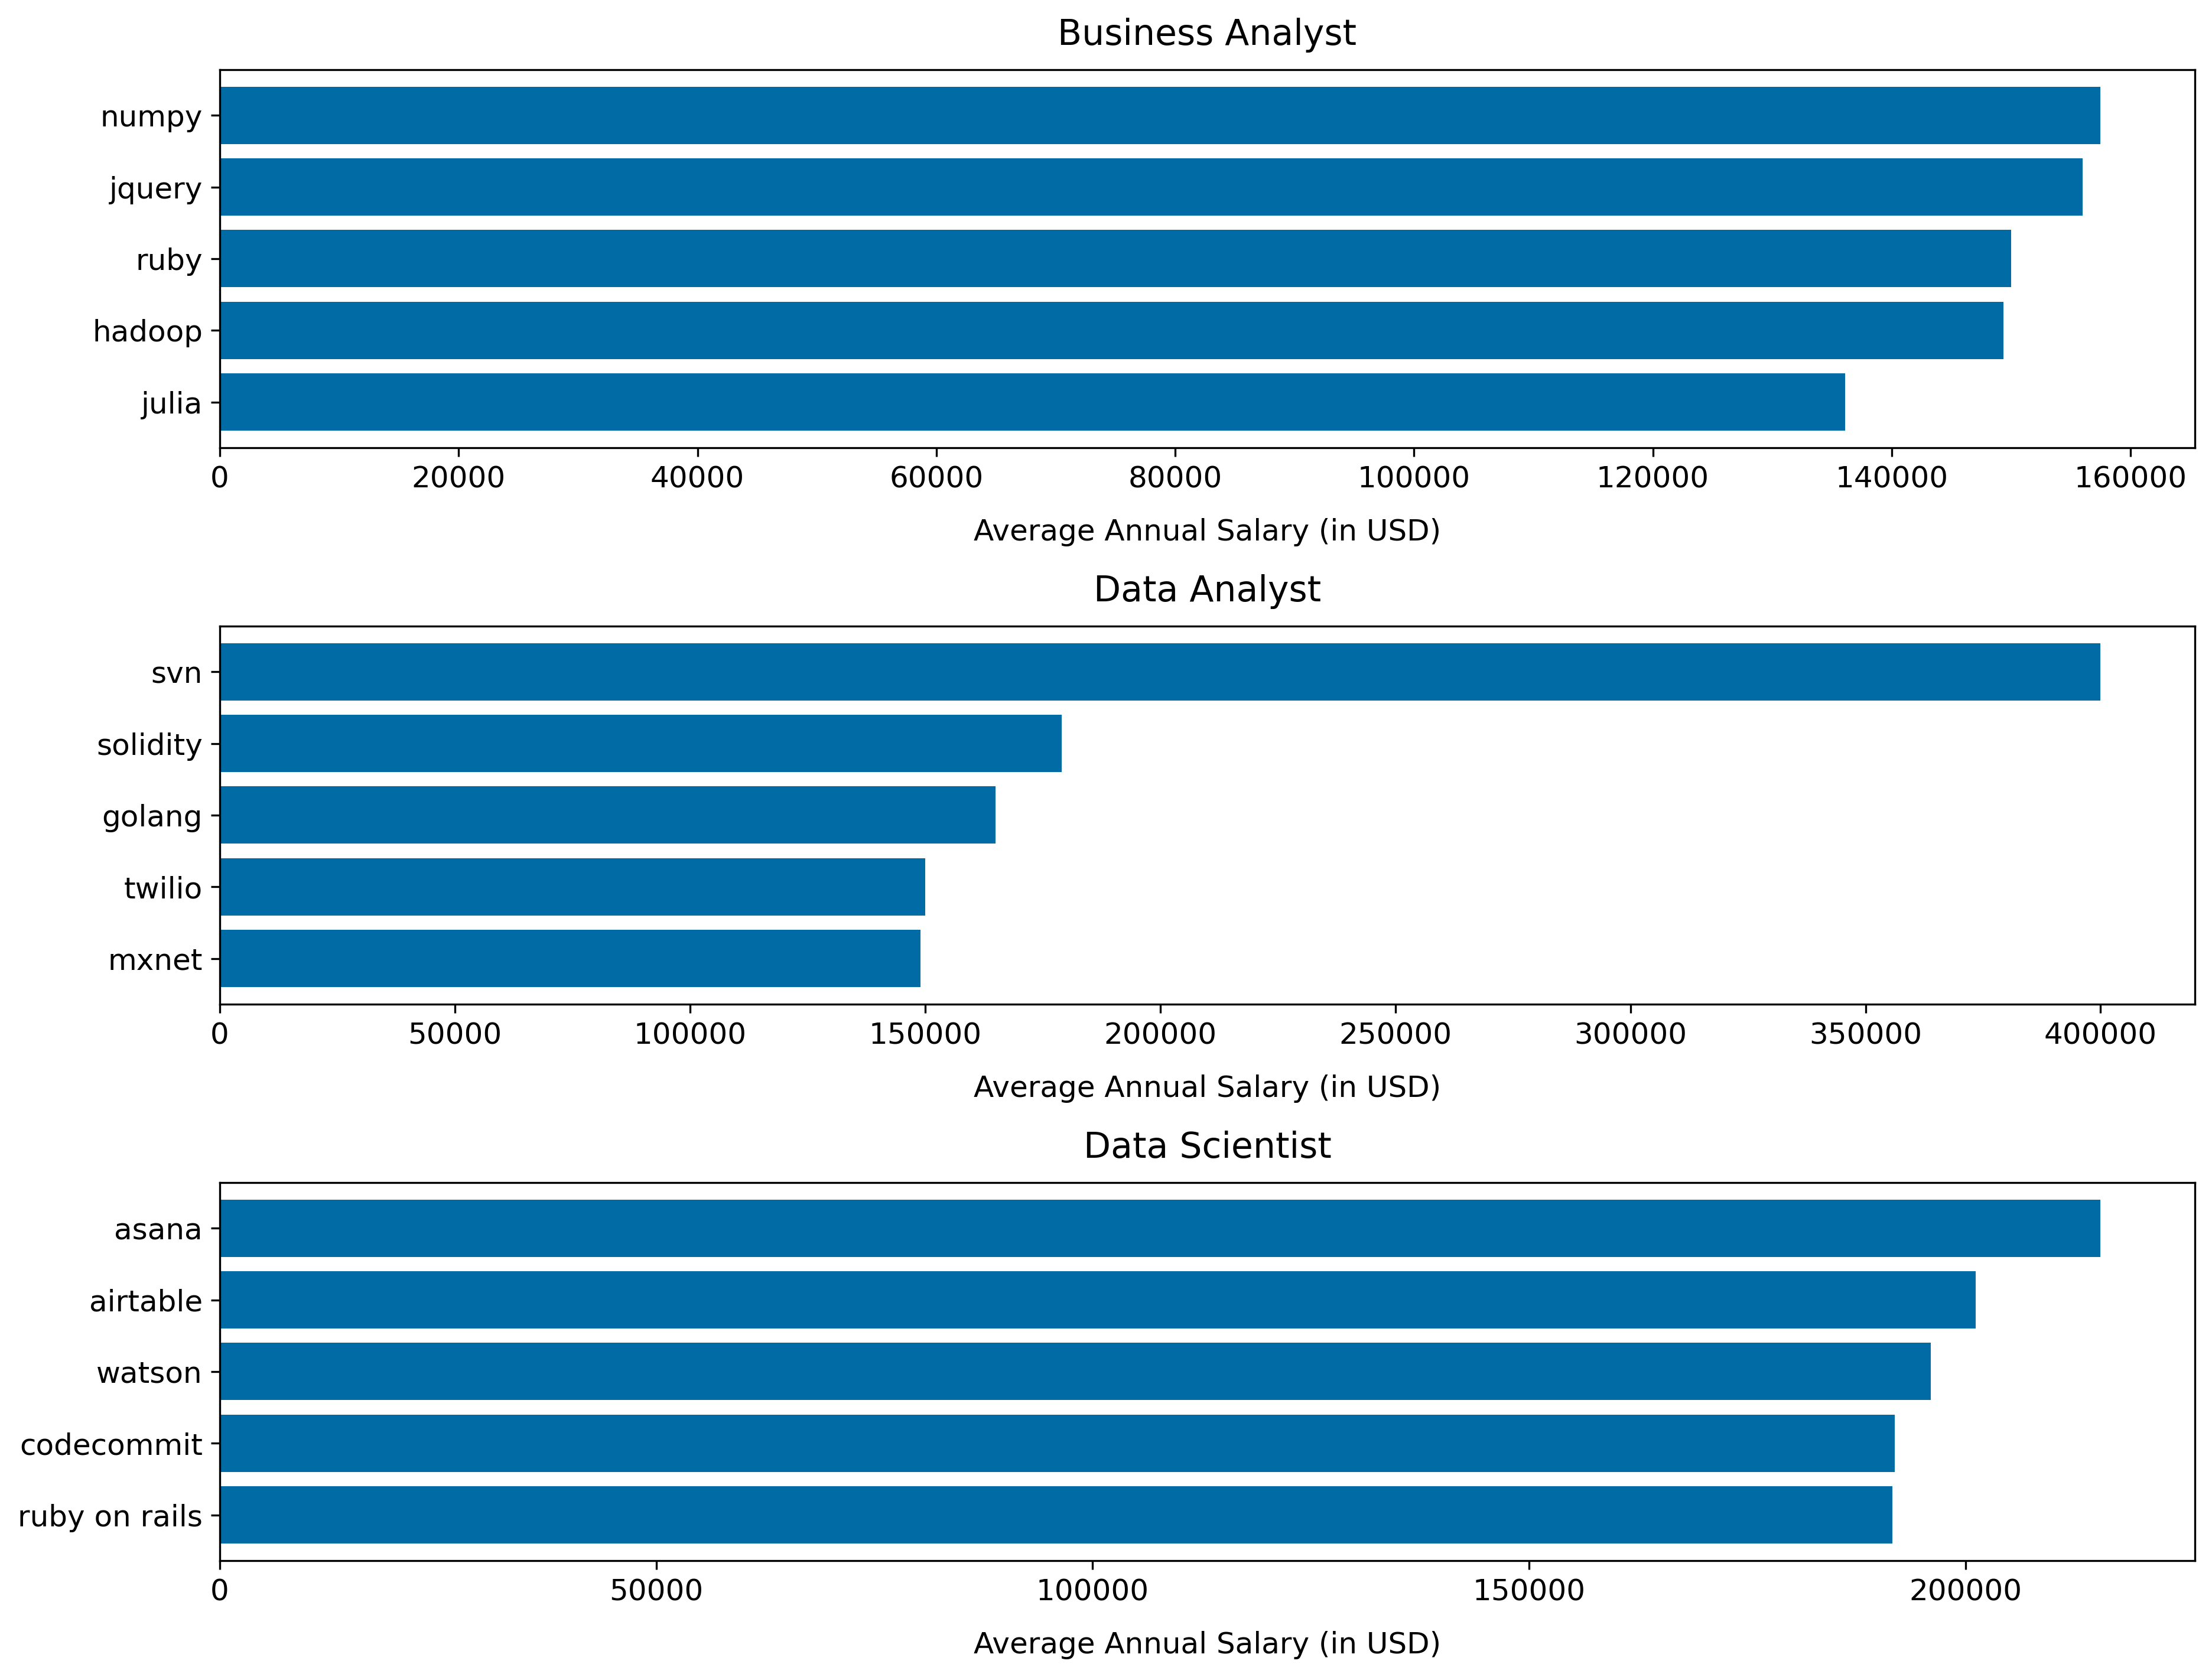 Business Analyst
numpy
jquery
ruby
hadoop
julia
0 20000 40000 60000 80000 100000 120000 140000 160000
Average Annual Salary (in USD)
Data Analyst
svn
solidity
golang
twilio
mxnet
0 50000 100000 150000 200000 250000 300000 350000 400000
Average Annual Salary (in USD)
Data Scientist
asana
airtable
watson
codecommit
ruby on rails
0 50000 100000 150000 200000
Average Annual Salary (in USD)